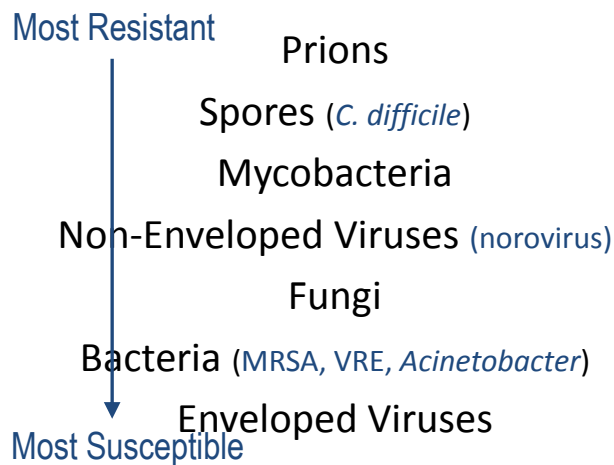 Most Resistant
Prions
Spores (C. difficile)
Mycobacteria
Non-Enveloped Viruses (norovirus)
Fungi
Bacteria (MRSA, VRE, Acinetobacter)
Enveloped Viruses
Most Susceptible